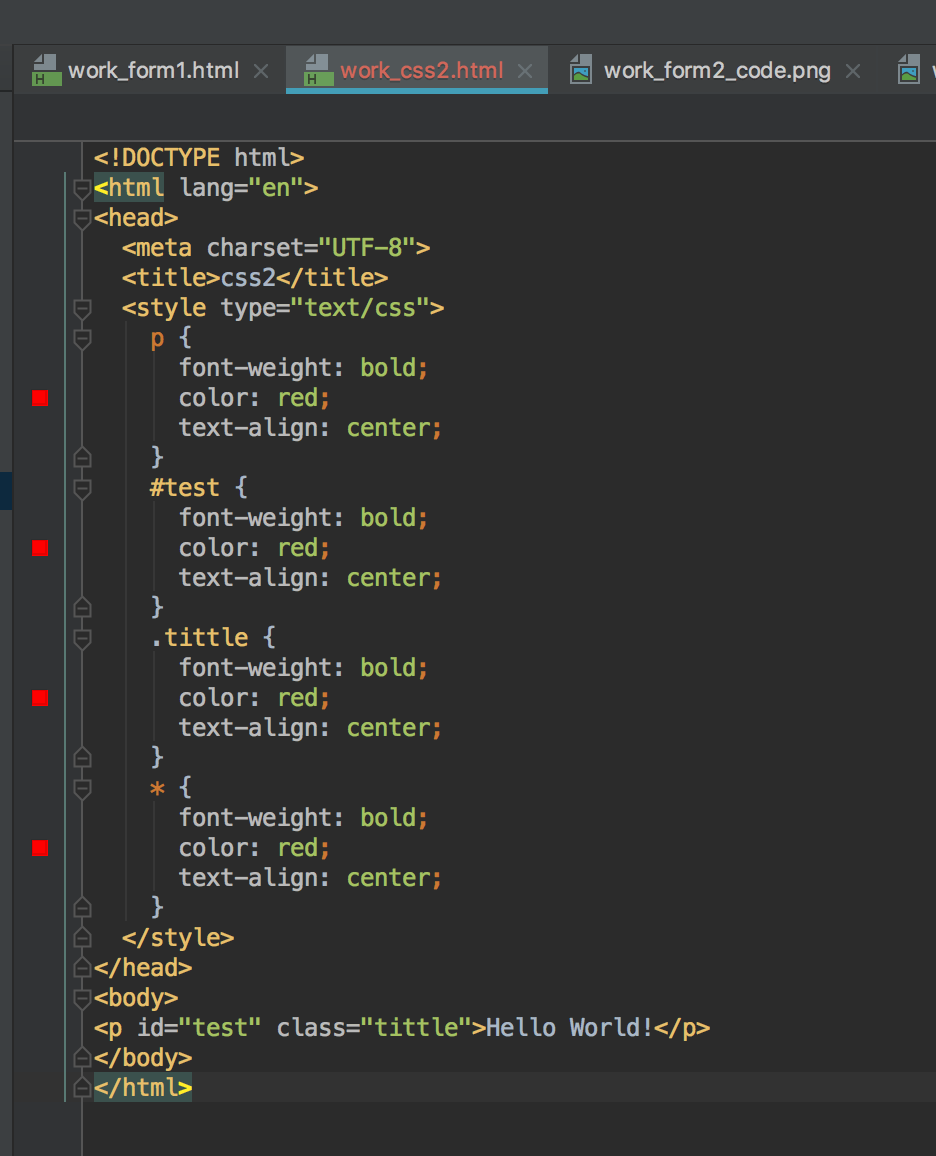 work_form1.html work_css2.html work_form2_code.png
<!DOCTYPE html>
<html lang="en">
<head>
  <meta charset="UTF-8">
  <title>css2</title>
  <style type="text/css">
    p {
      font-weight: bold;
      color: red;
      text-align: center;
    }
    #test {
      font-weight: bold;
      color: red;
      text-align: center;
    }
    .tittle {
      font-weight: bold;
      color: red;
      text-align: center;
    }
    * {
      font-weight: bold;
      color: red;
      text-align: center;
    }
  </style>
</head>
<body>
<p id="test" class="tittle">Hello World!</p>
</body>
</html>